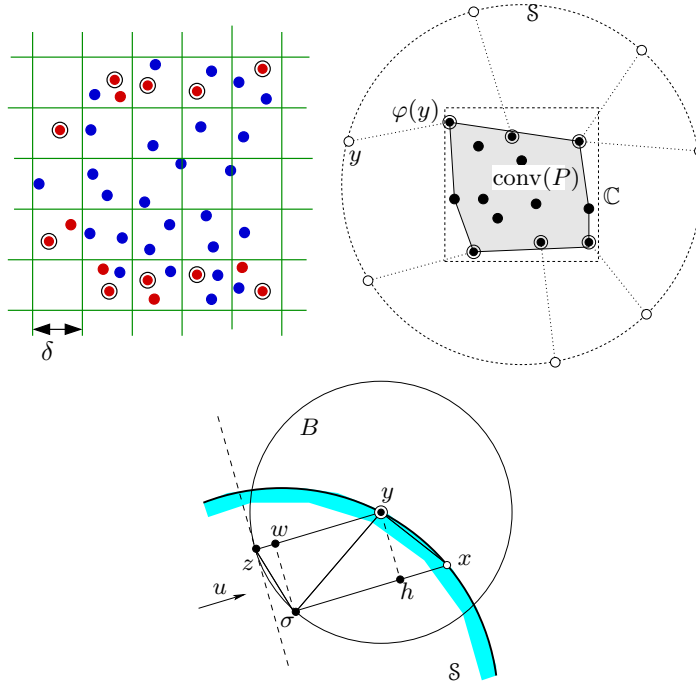 𝕊
φ(y)
y
conv(P)
ℂ
δ
B
y
w
z
x
h
u
σ
𝕊